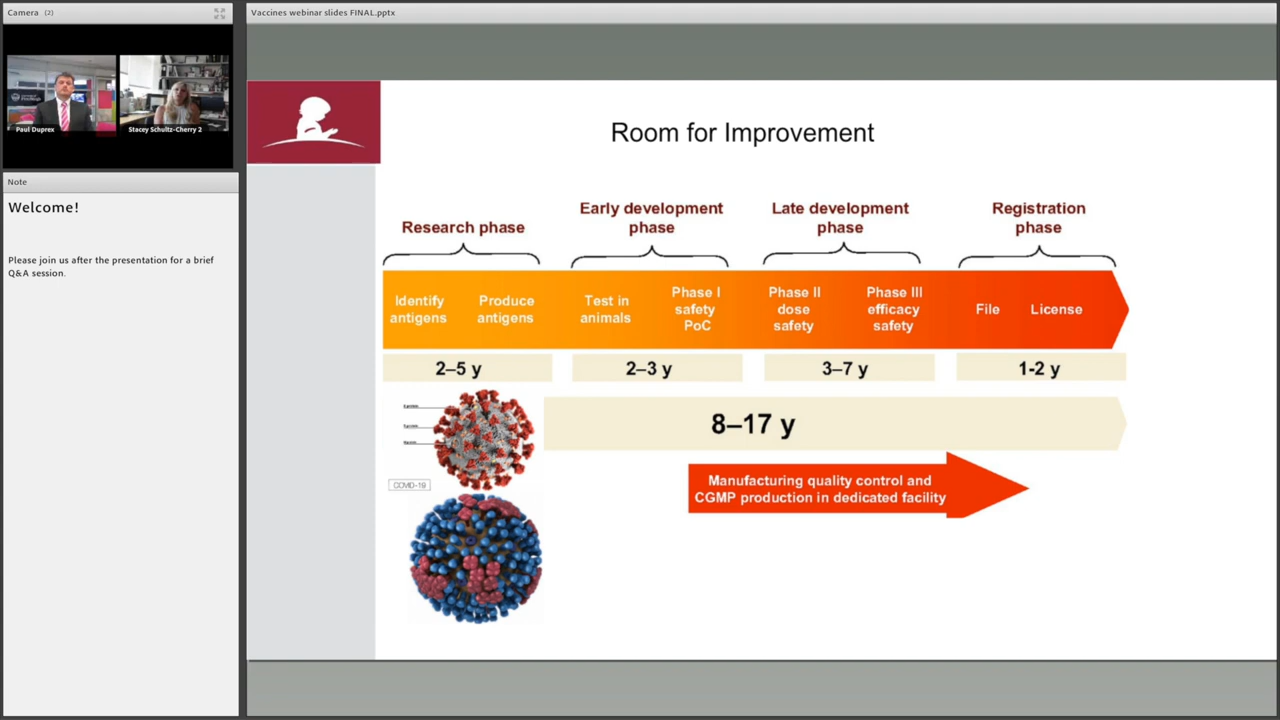 Camera (2)
Paul Duprex
Stacey Schultz-Cherry 2
Note
Welcome!
Please join us after the presentation for a brief
Q&A session.
Vaccines webinar slides FINAL.pptx
Room for Improvement
Research phase
Early development
phase
Late development
phase
Registration
phase
Identify
antigens
Produce
antigens
Test in
animals
Phase I
safety
PoC
Phase II
dose
safety
Phase III
efficacy
safety
File
License
2–5 y
2–3 y
3–7 y
1-2 y
8–17 y
COVID-19
Manufacturing quality control and
CGMP production in dedicated facility